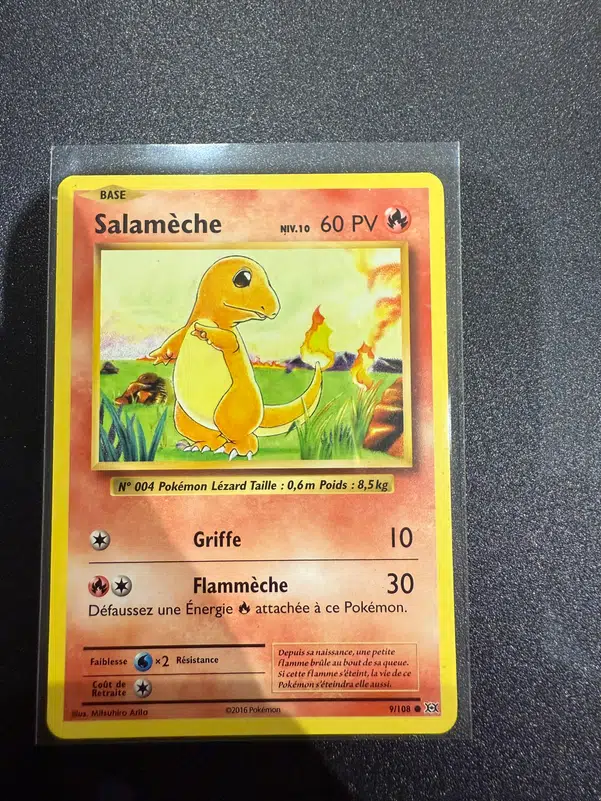 BASE
Salamèche NIV.10 60 PV
N° 004 Pokémon Lézard Taille : 0,6 m Poids : 8,5 kg
Griffe 10
Flammèche 30
Défaussez une Énergie attachée à ce Pokémon.
Faiblesse ×2 Résistance
Coût de
Retraite
Depuis sa naissance, une petite
flamme brûle au bout de sa queue.
Si cette flamme s'éteint, la vie de ce
Pokémon s'éteindra elle aussi.
Illus. Mitsuhiro Arita ©2016 Pokémon 9/108